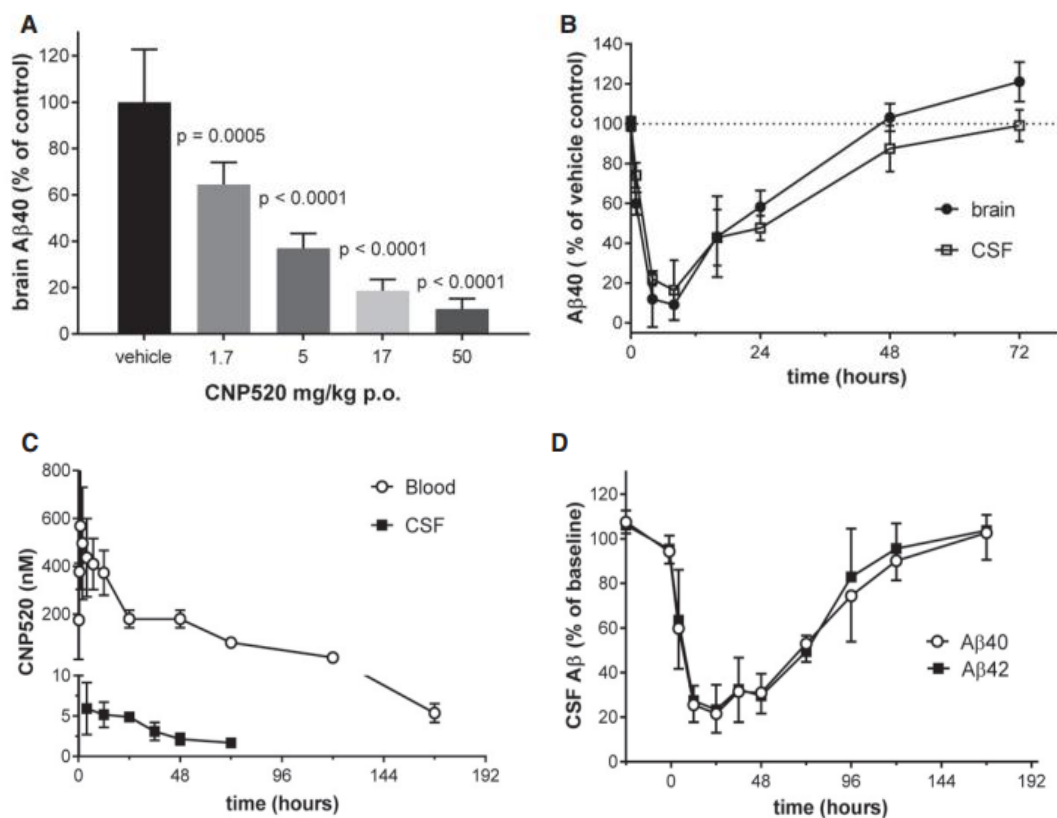 A
brain Aβ40 (% of control)
120
100
80
60
40
20
0
p = 0.0005
p < 0.0001
p < 0.0001
p < 0.0001
vehicle
1.7
5
17
50
CNP520 mg/kg p.o.
B
Aβ40 ( % of vehicle control)
140
120
100
80
60
40
20
0
brain
CSF
0
24
48
72
time (hours)
C
CNP520 (nM)
800
600
400
200
10
5
0
Blood
CSF
0
48
96
144
192
time (hours)
D
CSF Aβ (% of baseline)
120
100
80
60
40
20
0
Aβ40
Aβ42
0
48
96
144
192
time (hours)